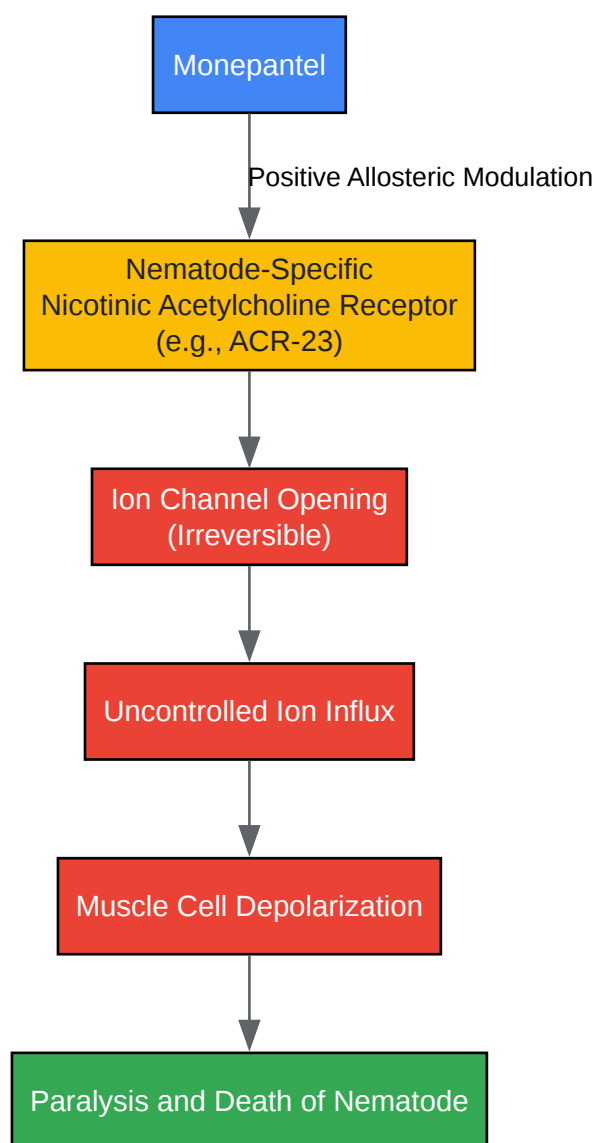 Monepantel
Positive Allosteric Modulation
Nematode-Specific
Nicotinic Acetylcholine Receptor
(e.g., ACR-23)
Ion Channel Opening
(Irreversible)
Uncontrolled Ion Influx
Muscle Cell Depolarization
Paralysis and Death of Nematode